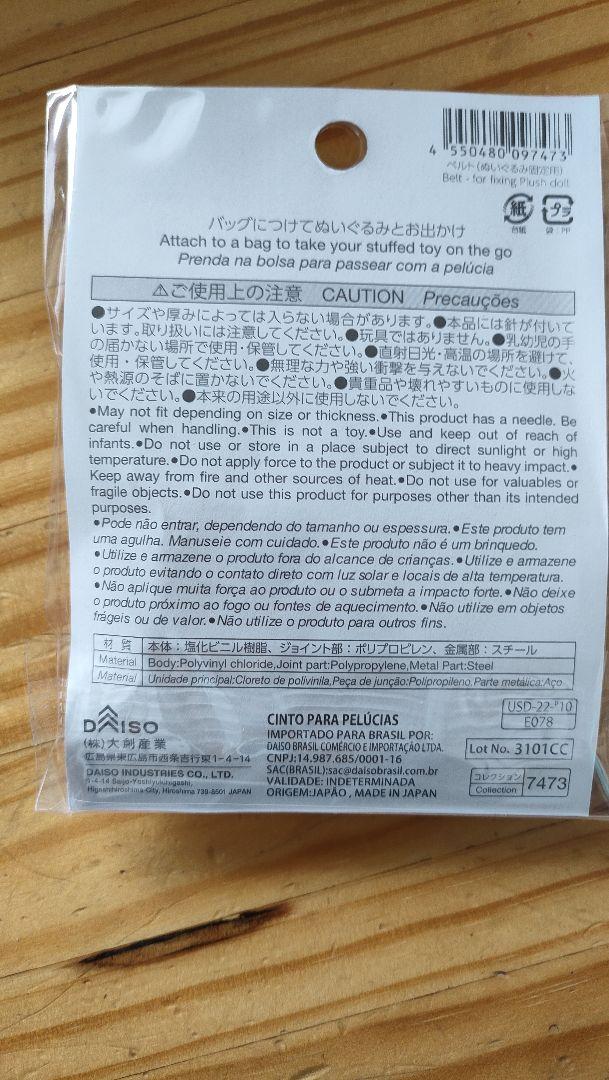 4 550480 097473
ベルト(ぬいぐるみ固定用)
Belt - for fixing Plush doll
紙 プラ
台紙 袋:PP
バッグにつけてぬいぐるみとお出かけ
Attach to a bag to take your stuffed toy on the go
Prenda na bolsa para passear com a pelúcia
⚠ご使用上の注意 CAUTION Precauções
●サイズや厚みによっては入らない場合があります。●本品には針が付いて
います。取り扱いには注意してください。●玩具ではありません。●乳幼児の手
の届かない場所で使用・保管してください。●直射日光・高温の場所を避けて、
使用・保管してください。●無理な力や強い衝撃を与えないでください。●火
や熱源のそばに置かないでください。●貴重品や壊れやすいものに使用しな
いでください。●本来の用途以外に使用しないでください。
●May not fit depending on size or thickness.●This product has a needle. Be
careful when handling.●This is not a toy.●Use and keep out of reach of
infants.●Do not use or store in a place subject to direct sunlight or high
temperature.●Do not apply force to the product or subject it to heavy impact.●
Keep away from fire and other sources of heat.●Do not use for valuables or
fragile objects.●Do not use this product for purposes other than its intended
purposes.
●Pode não entrar, dependendo do tamanho ou espessura.●Este produto tem
uma agulha. Manuseie com cuidado.●Este produto não é um brinquedo.
●Utilize e armazene o produto fora do alcance de crianças.●Utilize e armazene
o produto evitando o contato direto com luz solar e locais de alta temperatura.
●Não aplique muita força ao produto ou o submeta a impacto forte.●Não deixe
o produto próximo ao fogo ou fontes de aquecimento.●Não utilize em objetos
frágeis ou de valor.●Não utilize o produto para outros fins.
材 質 本体：塩化ビニル樹脂、ジョイント部：ポリプロピレン、金属部：スチール
Material Body:Polyvinyl chloride,Joint part:Polypropylene,Metal Part:Steel
Material Unidade principal:Cloreto de polivinila,Peça de junção:Polipropileno,Parte metálica:Aço
USD-22-P10
E078
DAISO
(株)大創産業
広島県東広島市西条吉行東1-4-14
DAISO INDUSTRIES CO., LTD.
1-4-14 Saijo-Yoshiyukihigashi,
Higashihiroshima-City, Hiroshima 739-8501 JAPAN
CINTO PARA PELÚCIAS
IMPORTADO PARA BRASIL POR:
DAISO BRASIL COMÉRCIO E IMPORTAÇÃO LTDA.
CNPJ:14.987.685/0001-16
SAC(BRASIL):sac@daisobrasil.com.br
VALIDADE: INDETERMINADA
ORIGEM:JAPÃO , MADE IN JAPAN
Lot No. 3101CC
コレクション
Collection 7473